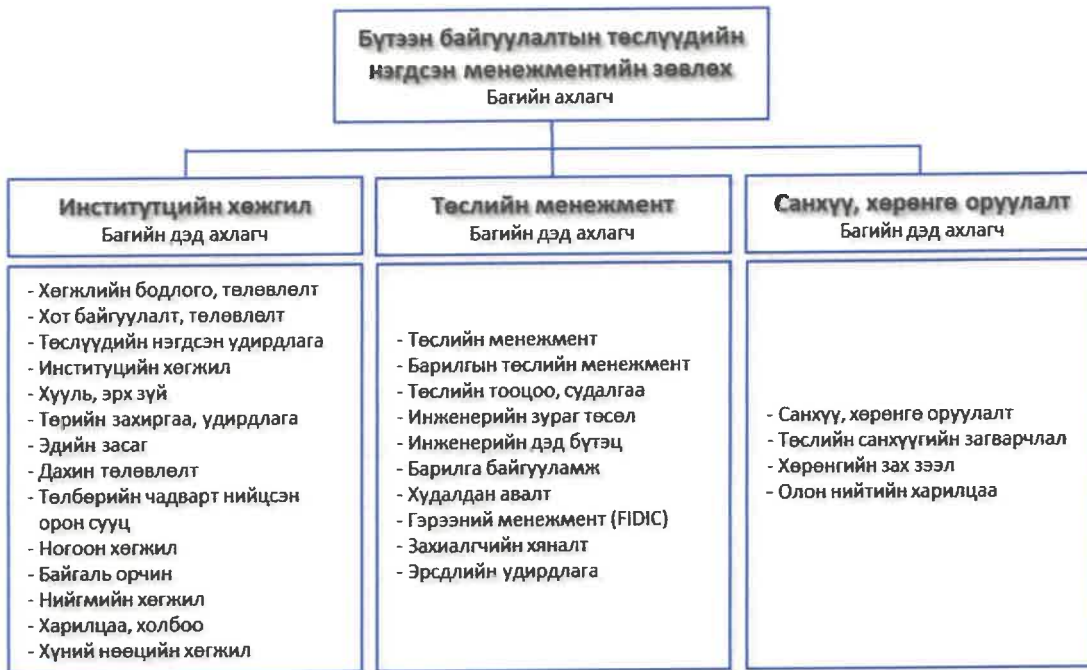 Бүтээн байгуулалтын төслүүдийн
нэгдсэн менежментийн зөвлөх
Багийн ахлагч
Институтцийн хөжгил
Багийн дэд ахлагч
- Хөгжлийн бодлого, төлөвлөлт
- Хот байгуулалт, төлөвлөлт
- Төслүүдийн нэгдсэн удирдлага
- Институцийн хөгжил
- Хууль, эрх зүй
- Төрийн захиргаа, удирдлага
- Эдийн засаг
- Дахин төлөвлөлт
- Төлбөрийн чадварт нийцсэн
орон сууц
- Ногоон хөгжил
- Байгаль орчин
- Нийгмийн хөгжил
- Харилцаа, холбоо
- Хүний нөөцийн хөгжил
Төслийн менежмент
Багийн дэд ахлагч
- Төслийн менежмент
- Барилгын төслийн менежмент
- Төслийн тооцоо, судалгаа
- Инженерийн зураг төсөл
- Инженерийн дэд бүтэц
- Барилга байгууламж
- Худалдан авалт
- Гэрээний менежмент (FIDIC)
- Захиалгчийн хяналт
- Эрсдлийн удирдлага
Санхүү, хөрөнгө оруулалт
Багийн дэд ахлагч
- Санхүү, хөрөнгө оруулалт
- Төслийн санхүүгийн загварчлал
- Хөрөнгийн зах зээл
- Олон нийтийн харилцаа